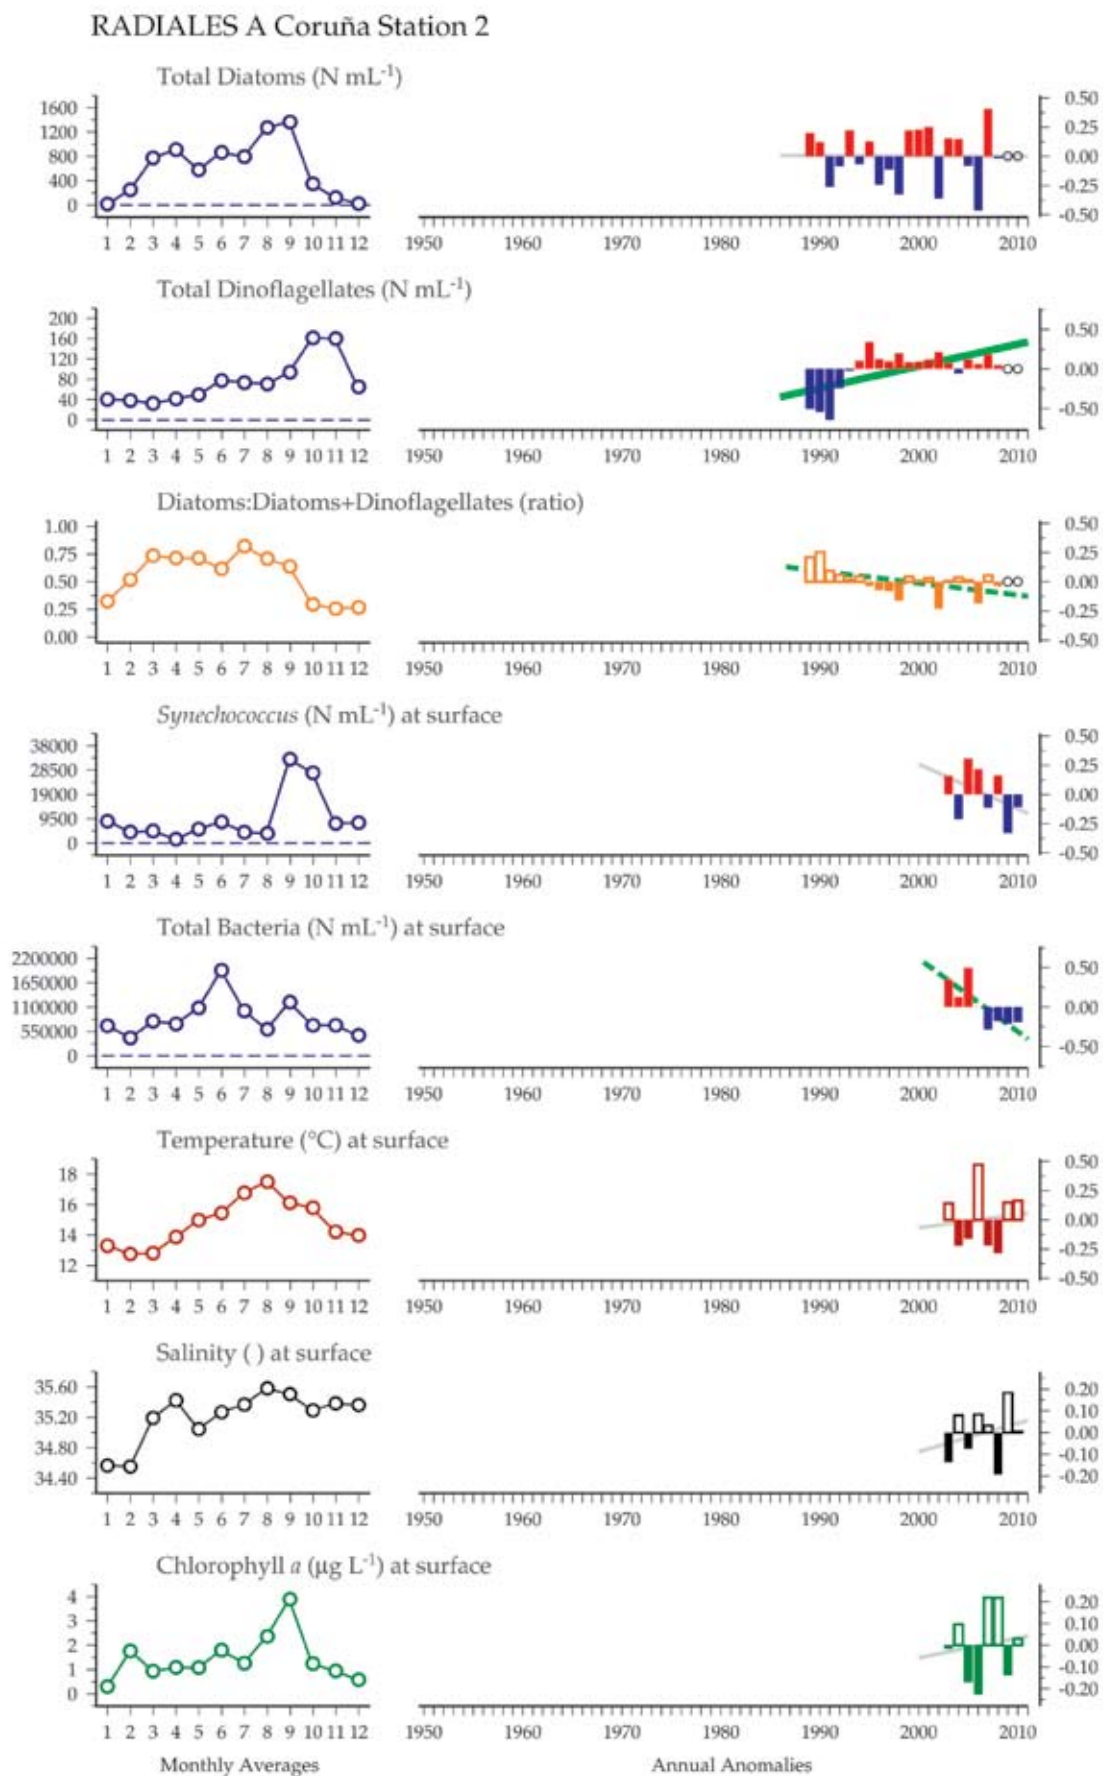 RADIALES A Coruña Station 2
Total Diatoms (N mL⁻¹)
1600
1200
800
400
0
0.50
0.25
0.00
-0.25
-0.50
1 2 3 4 5 6 7 8 9 10 11 12
1950 1960 1970 1980 1990 2000 2010
Total Dinoflagellates (N mL⁻¹)
200
160
120
80
40
0
0.50
0.00
-0.50
1 2 3 4 5 6 7 8 9 10 11 12
1950 1960 1970 1980 1990 2000 2010
Diatoms:Diatoms+Dinoflagellates (ratio)
1.00
0.75
0.50
0.25
0.00
0.50
0.25
0.00
-0.25
-0.50
1 2 3 4 5 6 7 8 9 10 11 12
1950 1960 1970 1980 1990 2000 2010
Synechococcus (N mL⁻¹) at surface
38000
28500
19000
9500
0
0.50
0.25
0.00
-0.25
-0.50
1 2 3 4 5 6 7 8 9 10 11 12
1950 1960 1970 1980 1990 2000 2010
Total Bacteria (N mL⁻¹) at surface
2200000
1650000
1100000
550000
0
0.50
0.00
-0.50
1 2 3 4 5 6 7 8 9 10 11 12
1950 1960 1970 1980 1990 2000 2010
Temperature (°C) at surface
18
16
14
12
0.50
0.25
0.00
-0.25
-0.50
1 2 3 4 5 6 7 8 9 10 11 12
1950 1960 1970 1980 1990 2000 2010
Salinity ( ) at surface
35.60
35.20
34.80
34.40
0.20
0.10
0.00
-0.10
-0.20
1 2 3 4 5 6 7 8 9 10 11 12
1950 1960 1970 1980 1990 2000 2010
Chlorophyll a (µg L⁻¹) at surface
4
3
2
1
0
0.20
0.10
0.00
-0.10
-0.20
1 2 3 4 5 6 7 8 9 10 11 12
1950 1960 1970 1980 1990 2000 2010
Monthly Averages
Annual Anomalies